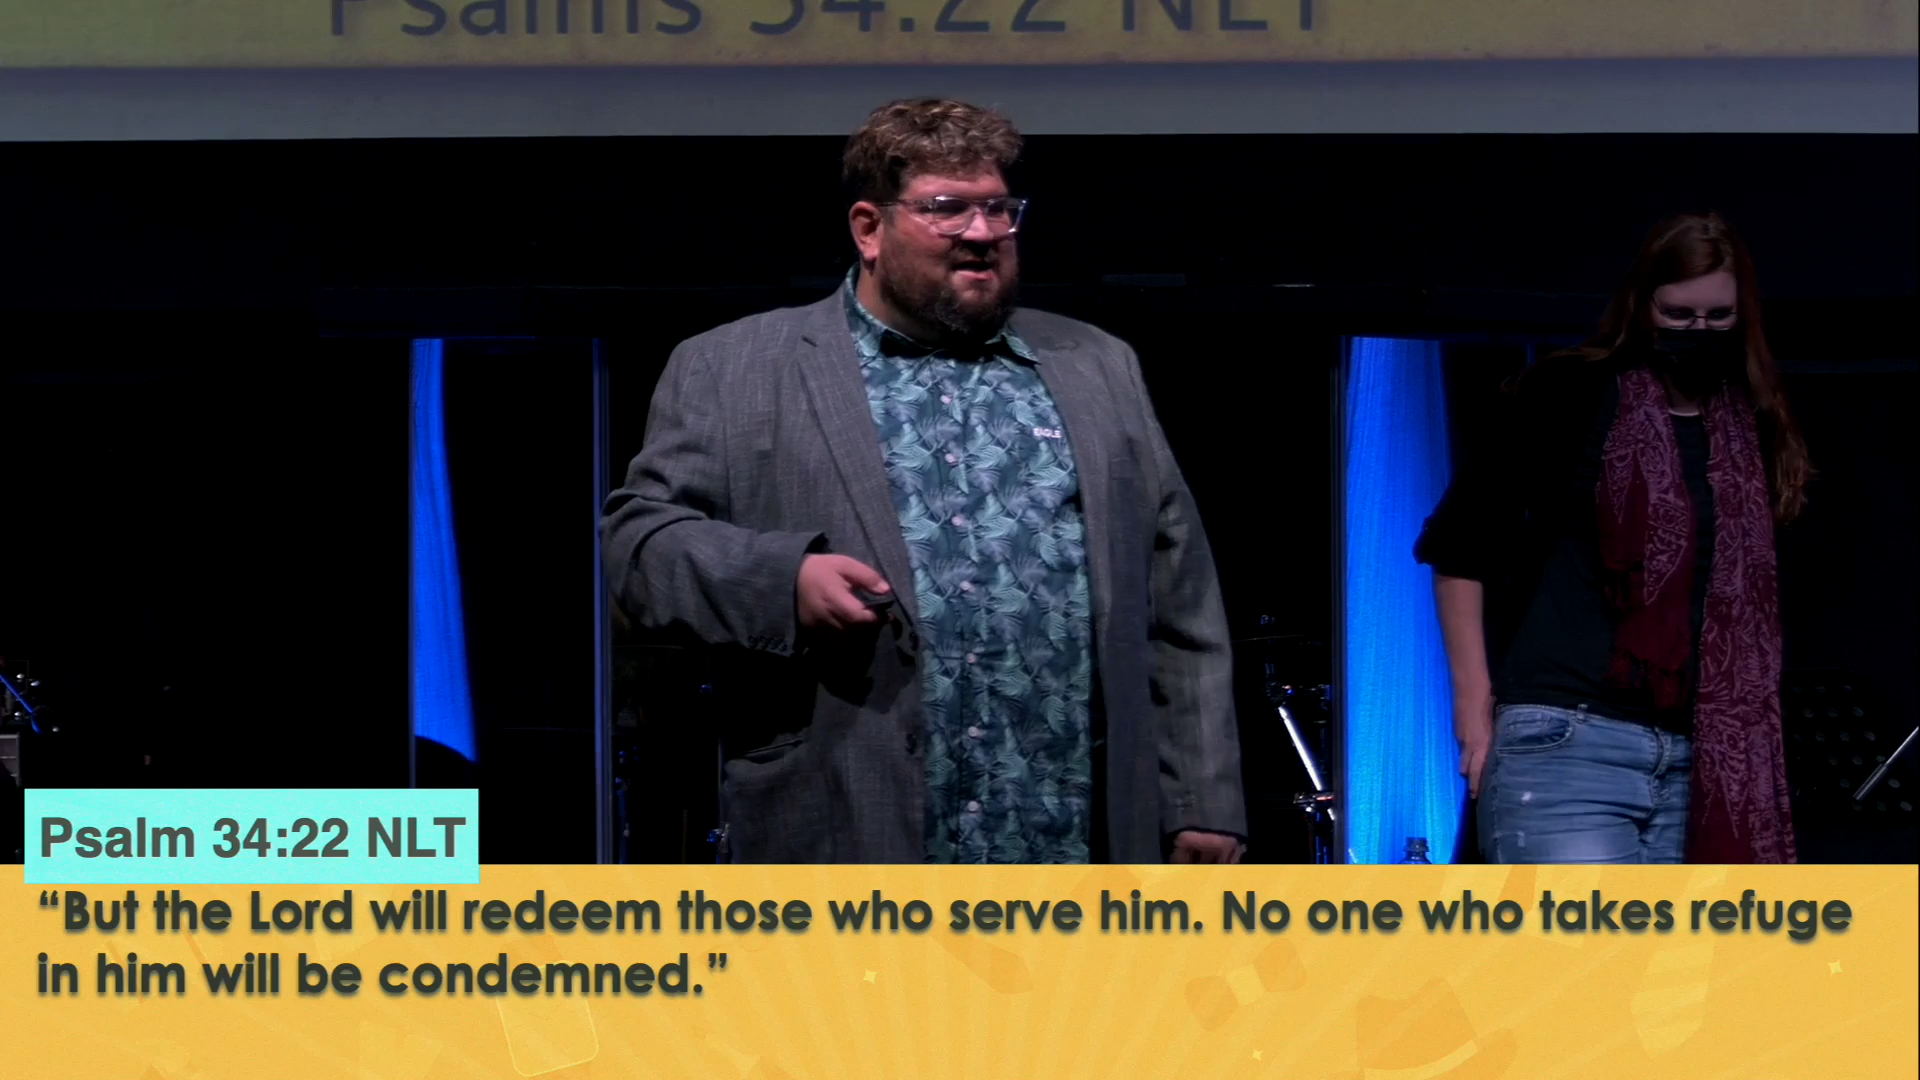 Psalms 34:22 NLT
EAGLE
Psalm 34:22 NLT
“But the Lord will redeem those who serve him. No one who takes refuge
in him will be condemned.”